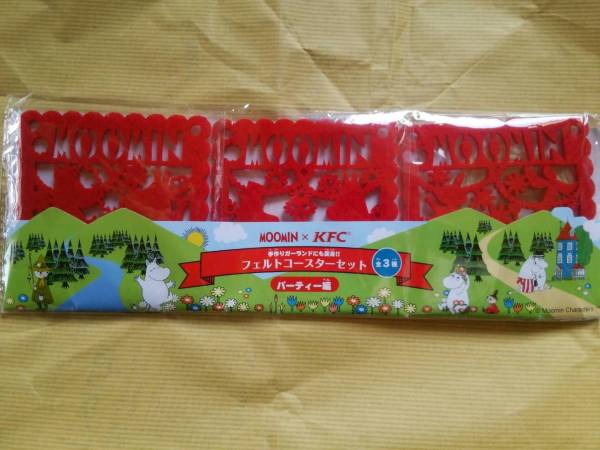 MOOMIN
MOOMIN
MOOMIN
MOOMIN × KFC®
手作りガーランドにも変身!!
フェルトコースターセット
全3種
パーティー編
© Moomin Characters